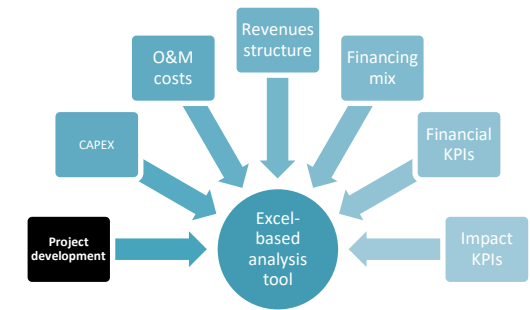 Revenues
structure
O&M
costs
Financing
mix
CAPEX
Financial
KPIs
Project
development
Excel-
based
analysis
tool
Impact
KPIs